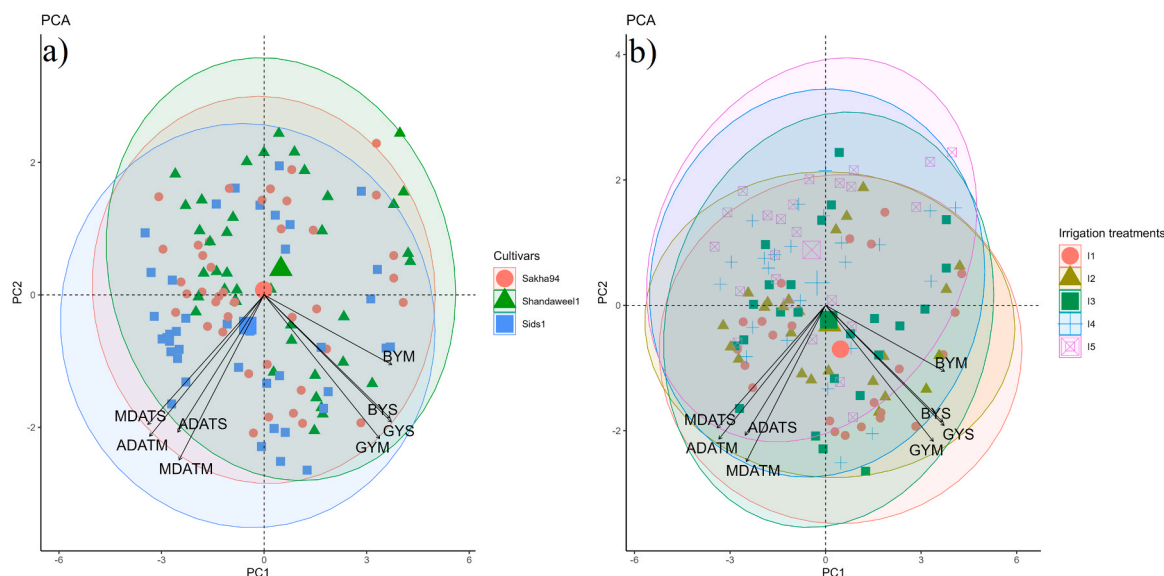 PCA
a)
2
0
-2
PC2
-6
-3
0
3
6
PC1
BYM
BYS
GYS
GYM
MDATS
ADATS
ADATM
MDATM
Cultivars
Sakha94
Shandaweel1
Sids1
PCA
b)
4
2
0
-2
PC2
-6
-3
0
3
6
PC1
BYM
BYS
GYS
GYM
MDATS
ADATS
ADATM
MDATM
Irrigation treatments
I1
I2
I3
I4
I5